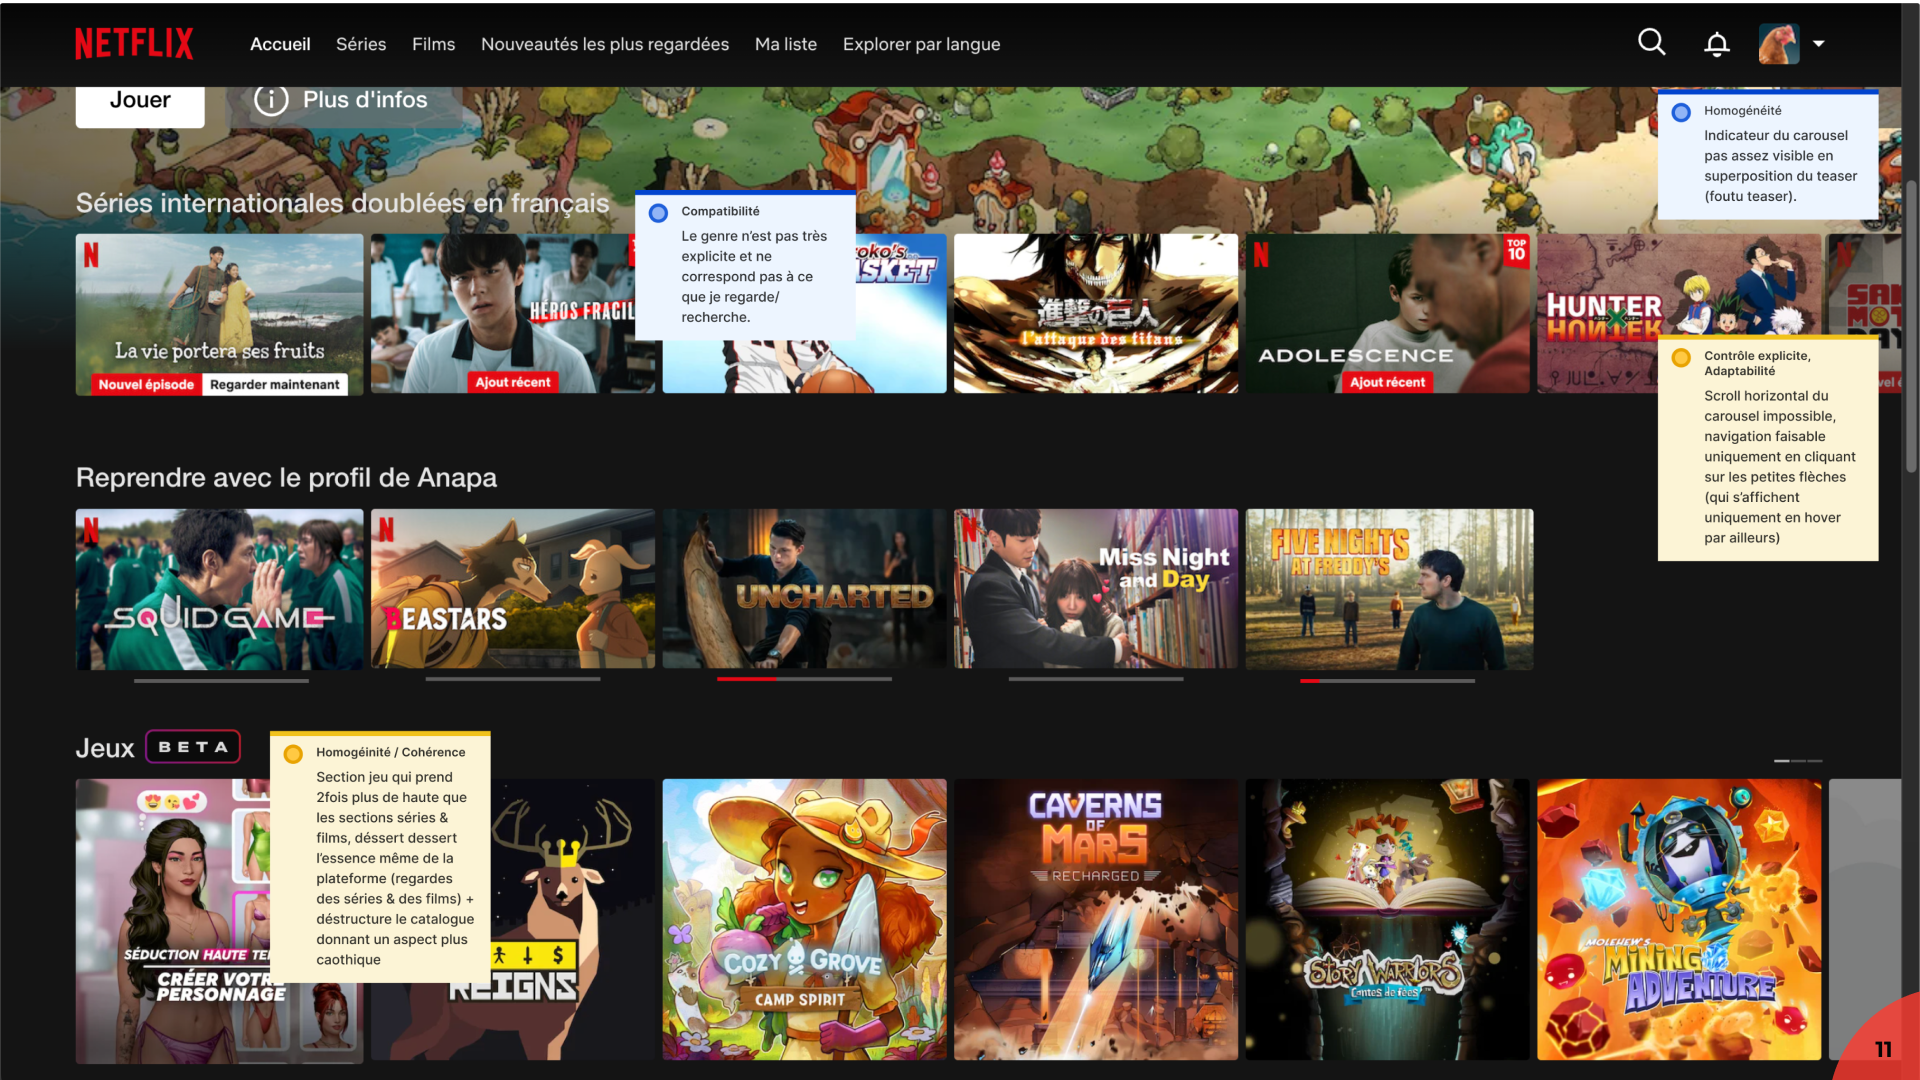 NETFLIX
Accueil Séries Films Nouveautés les plus regardées Ma liste Explorer par langue
Jouer
Plus d'infos
Homogénéité
Indicateur du carousel
pas assez visible en
superposition du teaser
(foutu teaser).
Séries internationales doublées en français
Compatibilité
Le genre n’est pas très
explicite et ne
correspond pas à ce
que je regarde/
recherche.
N
La vie portera ses fruits
Nouvel épisode Regarder maintenant
HÉROS FRAGIL
Ajout récent
oko's
SKET
進撃の巨人
l'attaque des titans
N
TOP
10
ADOLESCENCE
Ajout récent
HUNTER
HUNTER
Contrôle explicite,
Adaptabilité
Scroll horizontal du
carousel impossible,
navigation faisable
uniquement en cliquant
sur les petites flèches
(qui s’affichent
uniquement en hover
par ailleurs)
Reprendre avec le profil de Anapa
N
SQUID GAME
N
BEASTARS
UNCHARTED
N
Miss Night
and Day
FIVE NIGHTS
AT FREDDY'S
Jeux BETA
Homogéinité / Cohérence
Section jeu qui prend
2fois plus de haute que
les sections séries &
films, déssert dessert
l’essence même de la
plateforme (regardes
des séries & des films) +
déstructure le catalogue
donnant un aspect plus
caothique
SÉDUCTION HAUTE TE
CRÉER VOTRE
PERSONNAGE
REIGNS
COZY GROVE
CAMP SPIRIT
CAVERNS
OF
MARS
RECHARGED
STORY WARRIORS
Contes de fées
MOLEHEW'S
MINING
ADVENTURE
11